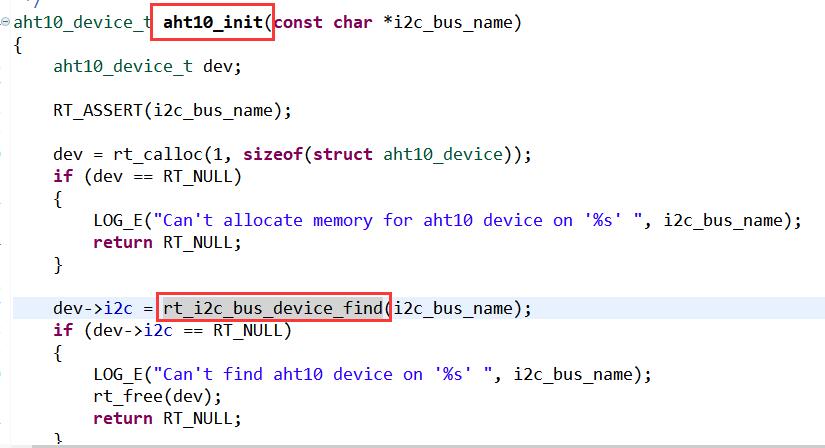 */
aht10_device_t aht10_init(const char *i2c_bus_name)
{
    aht10_device_t dev;
    RT_ASSERT(i2c_bus_name);
    dev = rt_calloc(1, sizeof(struct aht10_device));
    if (dev == RT_NULL)
    {
        LOG_E("Can't allocate memory for aht10 device on '%s' ", i2c_bus_name);
        return RT_NULL;
    }
    dev->i2c = rt_i2c_bus_device_find(i2c_bus_name);
    if (dev->i2c == RT_NULL)
    {
        LOG_E("Can't find aht10 device on '%s' ", i2c_bus_name);
        rt_free(dev);
        return RT_NULL;
    }